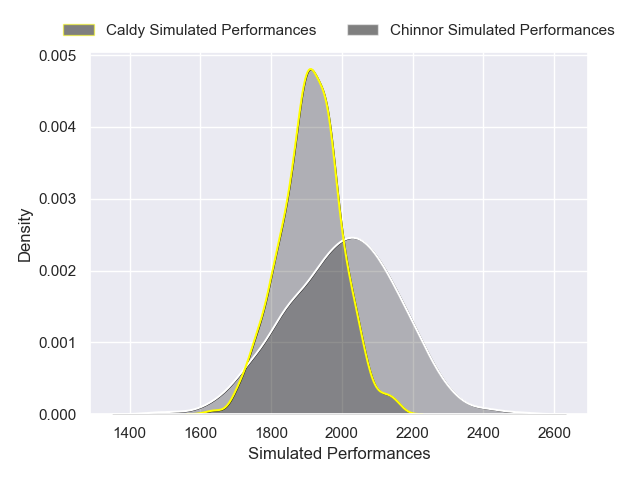 Caldy Simulated Performances
Chinnor Simulated Performances
0.005
0.004
0.003
0.002
0.001
0.000
Density
1400 1600 1800 2000 2200 2400 2600
Simulated Performances